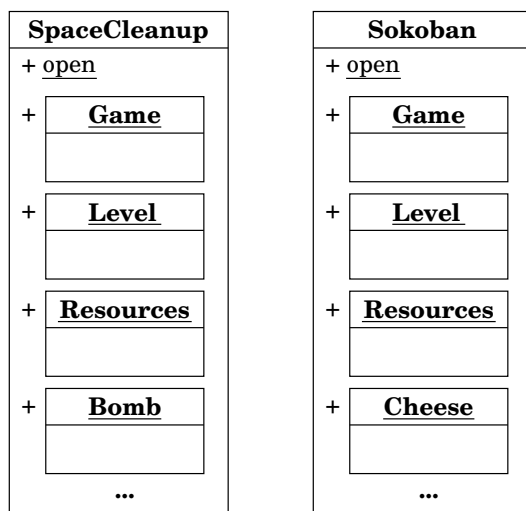 SpaceCleanup
+ open
+ Game
+ Level
+ Resources
+ Bomb
...
Sokoban
+ open
+ Game
+ Level
+ Resources
+ Cheese
...